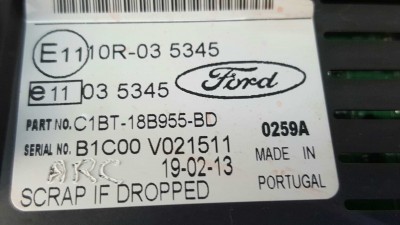 E11 10R-03 5345
e11 03 5345 Ford
PART NO. C1BT-18B955-BD 0259A
SERIAL NO. B1C00 V021511
ARC 19-02-13 MADE IN
SCRAP IF DROPPED PORTUGAL